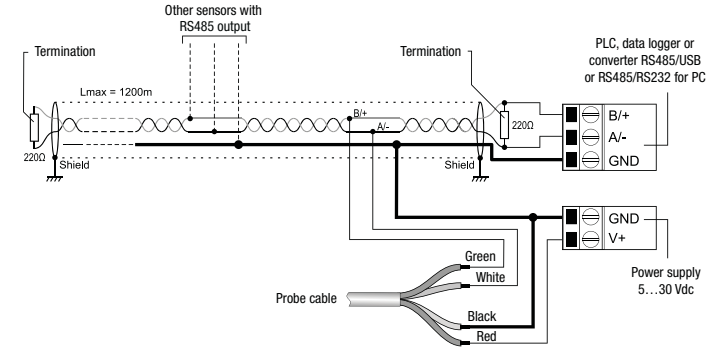 Other sensors with
RS485 output
Termination
Termination
PLC, data logger or
converter RS485/USB
or RS485/RS232 for PC
Lmax = 1200m
B/+
A/-
220Ω
B/+
A/-
GND
220Ω
Shield
Shield
GND
V+
Power supply
5…30 Vdc
Green
White
Probe cable
Black
Red